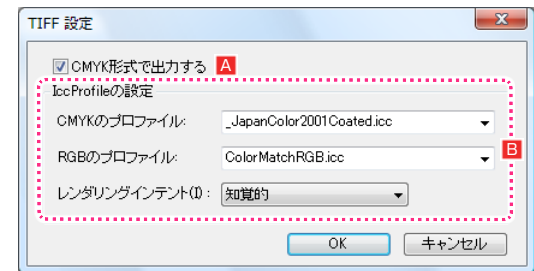 TIFF 設定
CMYK形式で出力する A
IccProfileの設定
CMYKのプロファイル: _JapanColor2001Coated.icc
B
RGBのプロファイル: ColorMatchRGB.icc
レンダリングインテント(I): 知覚的
OK キャンセル